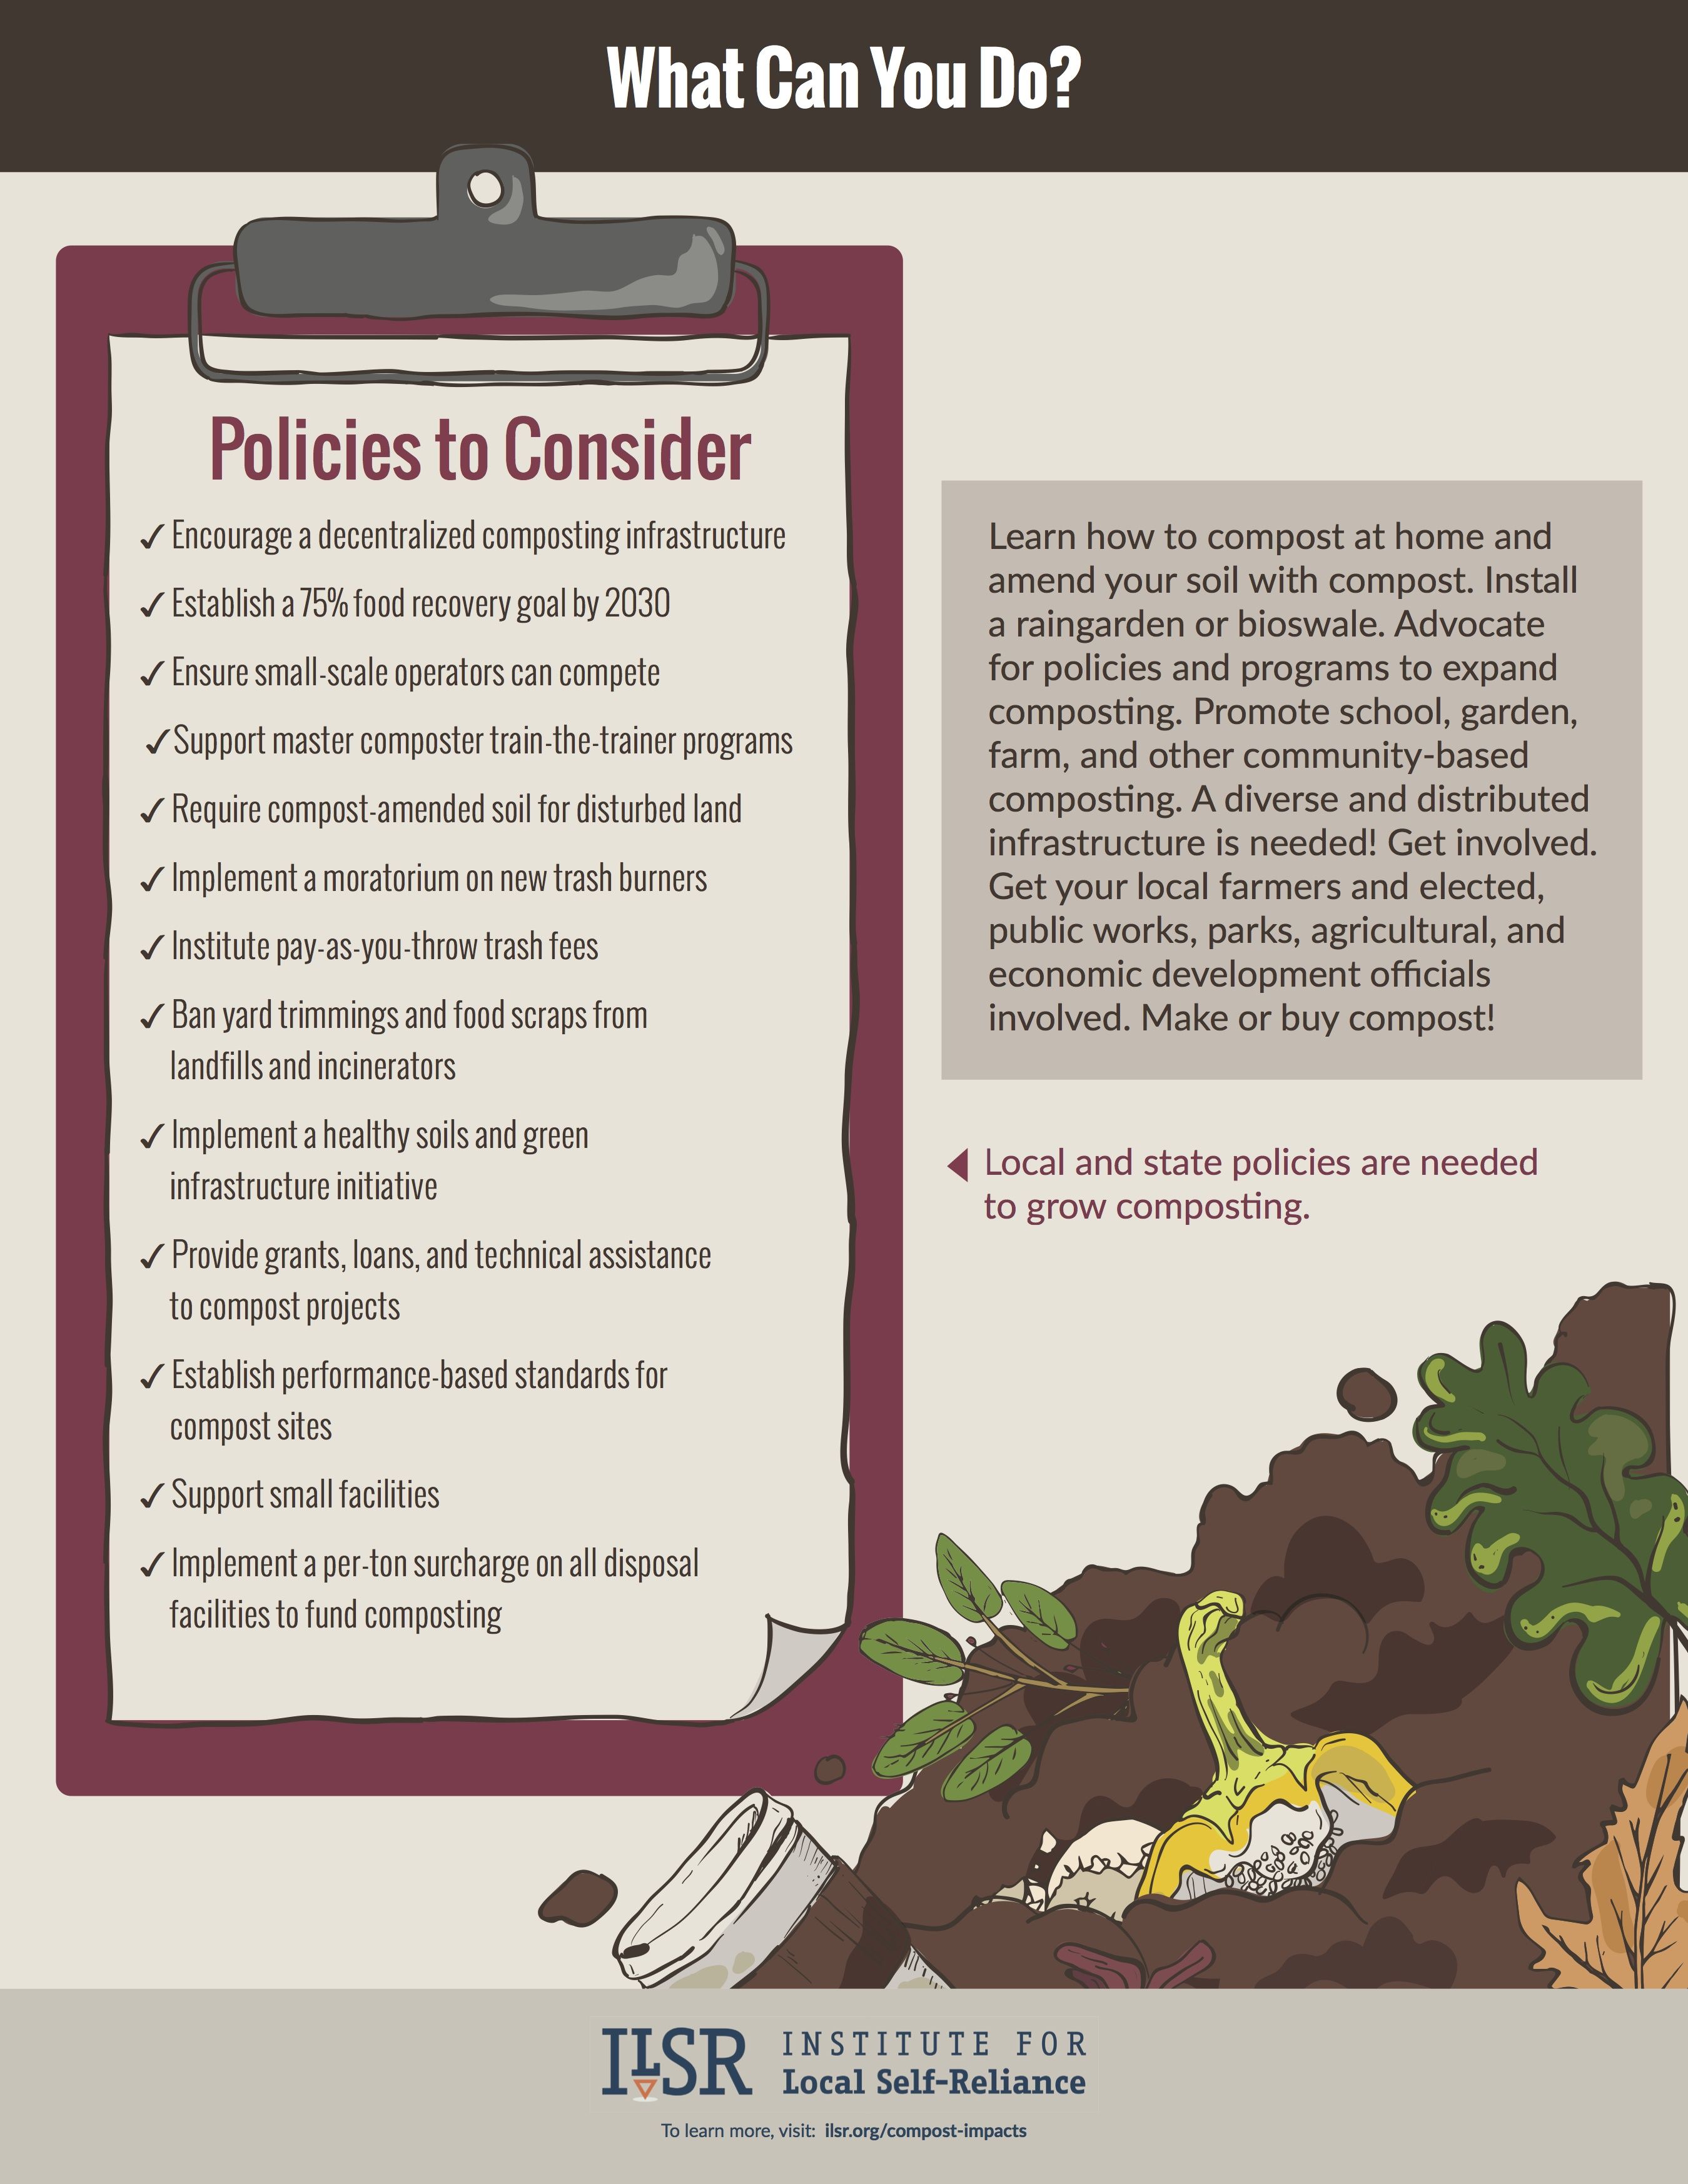 What Can You Do?
Policies to Consider
✓ Encourage a decentralized composting infrastructure
✓ Establish a 75% food recovery goal by 2030
✓ Ensure small-scale operators can compete
✓ Support master composter train-the-trainer programs
✓ Require compost-amended soil for disturbed land
✓ Implement a moratorium on new trash burners
✓ Institute pay-as-you-throw trash fees
✓ Ban yard trimmings and food scraps from
landfills and incinerators
✓ Implement a healthy soils and green
infrastructure initiative
✓ Provide grants, loans, and technical assistance
to compost projects
✓ Establish performance-based standards for
compost sites
✓ Support small facilities
✓ Implement a per-ton surcharge on all disposal
facilities to fund composting
Learn how to compost at home and
amend your soil with compost. Install
a raingarden or bioswale. Advocate
for policies and programs to expand
composting. Promote school, garden,
farm, and other community-based
composting. A diverse and distributed
infrastructure is needed! Get involved.
Get your local farmers and elected,
public works, parks, agricultural, and
economic development officials
involved. Make or buy compost!
Local and state policies are needed
to grow composting.
ILSR
INSTITUTE FOR
Local Self-Reliance
To learn more, visit: ilsr.org/compost-impacts